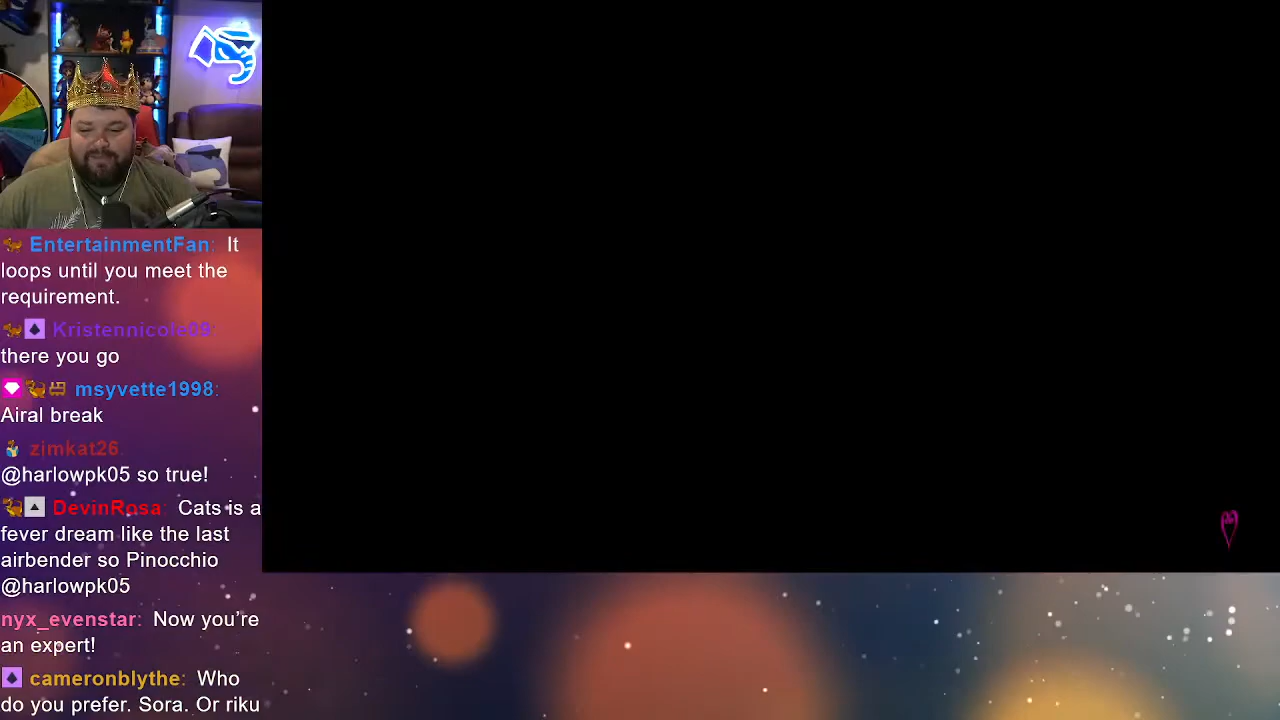 EntertainmentFan: It
loops until you meet the
requirement.
Kristennicole09:
there you go
msyvette1998:
Airal break
zimkat26:
@harlowpk05 so true!
DevinRosa: Cats is a
fever dream like the last
airbender so Pinocchio
@harlowpk05
nyx_evenstar: Now you're
an expert!
cameronblythe: Who
do you prefer. Sora. Or riku